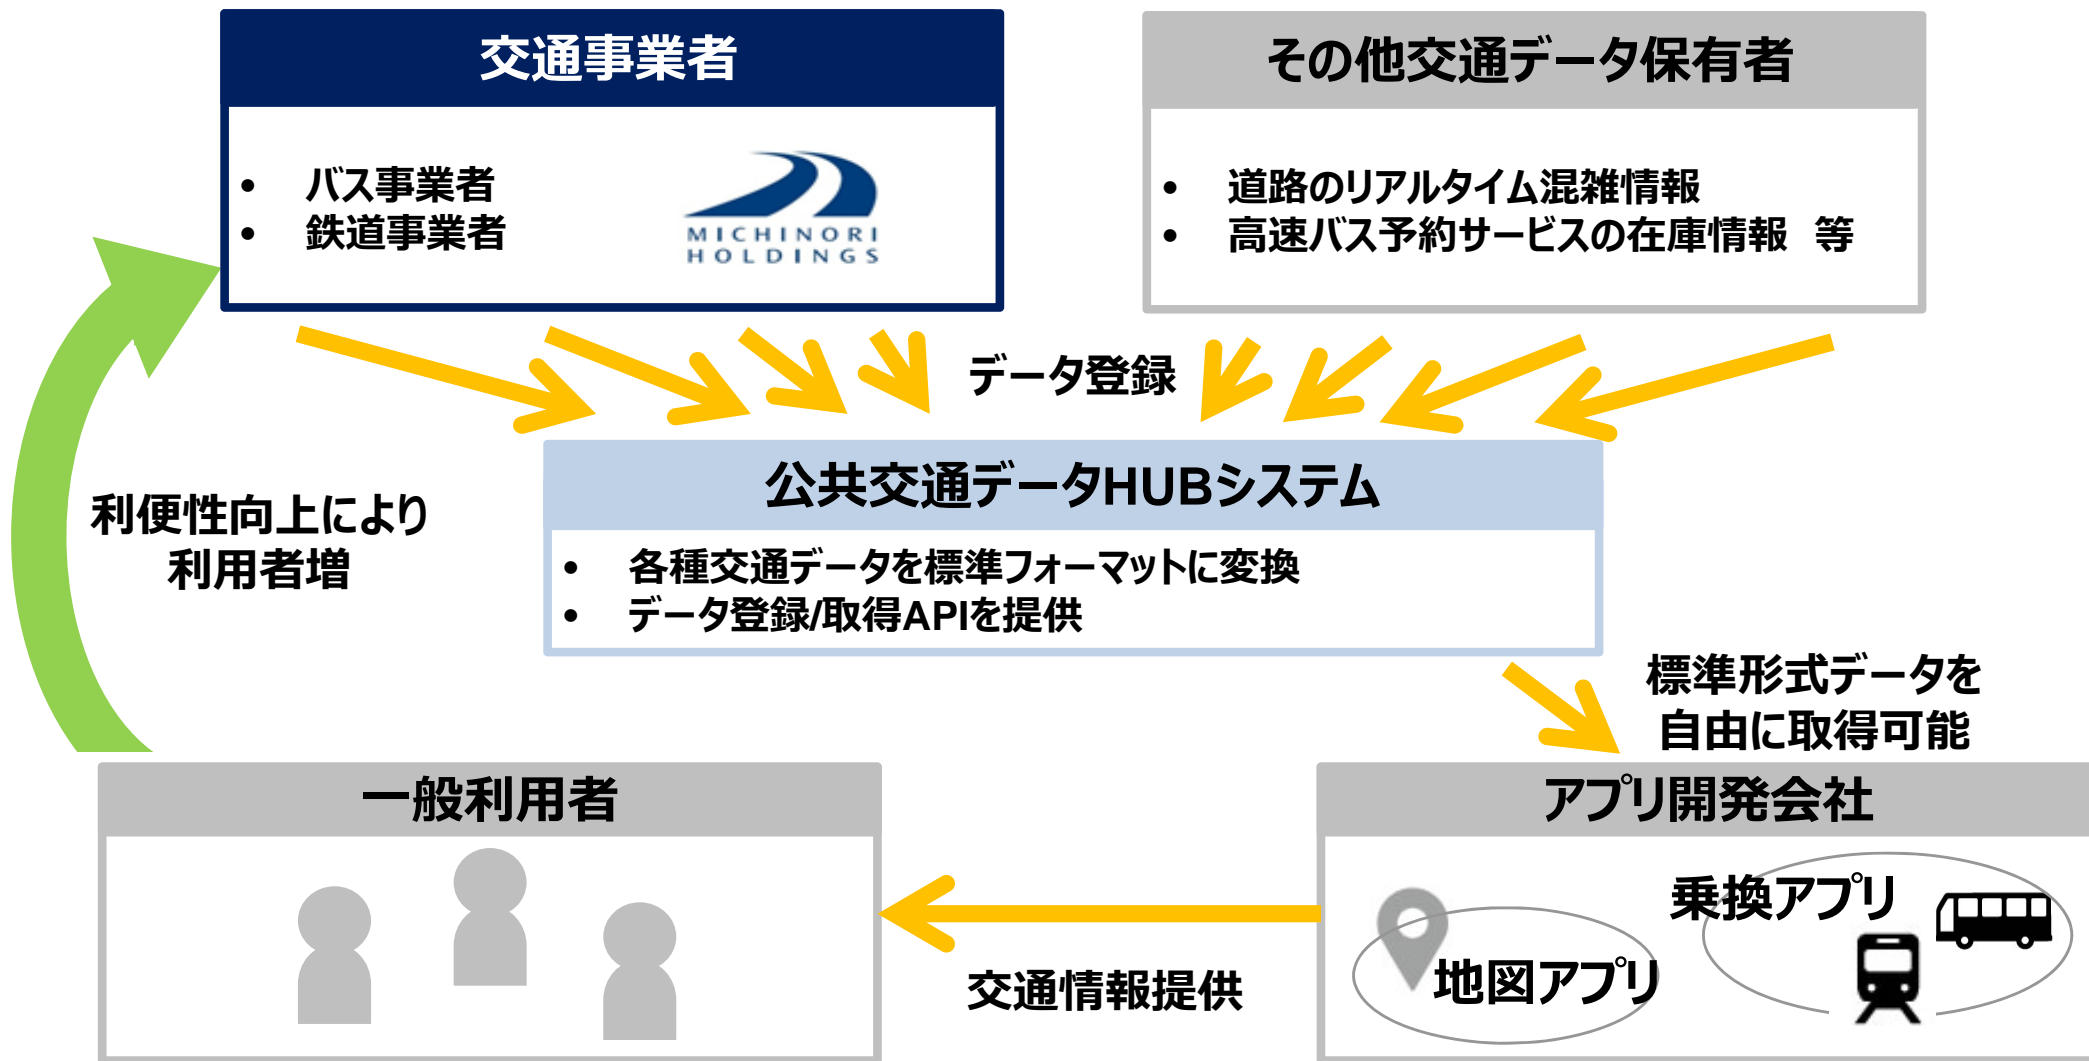 交通事業者
• バス事業者
• 鉄道事業者
MICHINORI
HOLDINGS
その他交通データ保有者
• 道路のリアルタイム混雑情報
• 高速バス予約サービスの在庫情報 等
データ登録
公共交通データHUBシステム
• 各種交通データを標準フォーマットに変換
• データ登録/取得APIを提供
利便性向上により
利用者増
標準形式データを
自由に取得可能
一般利用者
交通情報提供
アプリ開発会社
乗換アプリ
地図アプリ